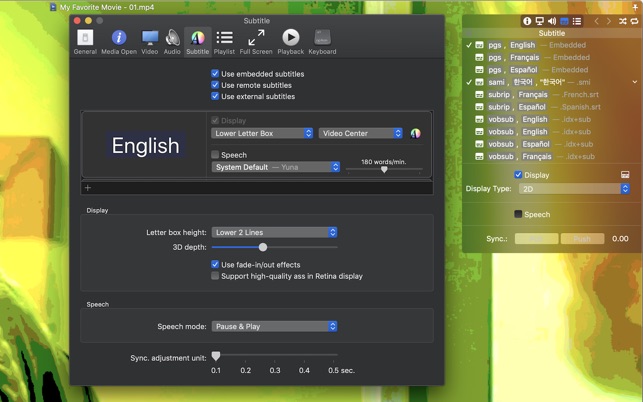 My Favorite Movie - 01.mp4
Subtitle
General
Media Open
Video
Audio
Subtitle
Playlist
Full Screen
Playback
Keyboard
Use embedded subtitles
Use remote subtitles
Use external subtitles
English
Display
Lower Letter Box
Video Center
Speech
System Default — Yuna
180 words/min.
+
Display
Letter box height:
Lower 2 Lines
3D depth:
Use fade-in/out effects
Support high-quality ass in Retina display
Speech
Speech mode:
Pause & Play
Sync. adjustment unit:
0.1 0.2 0.3 0.4 0.5 sec.
Subtitle
pgs , English — Embedded
pgs , Français — Embedded
pgs , Español — Embedded
sami , 한국어 , "한국어" — .smi
subrip , Français — .French.srt
subrip , Español — .Spanish.srt
vobsub , English — .idx+sub
vobsub , English — .idx+sub
vobsub , Español — .idx+sub
vobsub , Français — .idx+sub
Display
Display Type:
2D
Speech
Sync.:
0.00